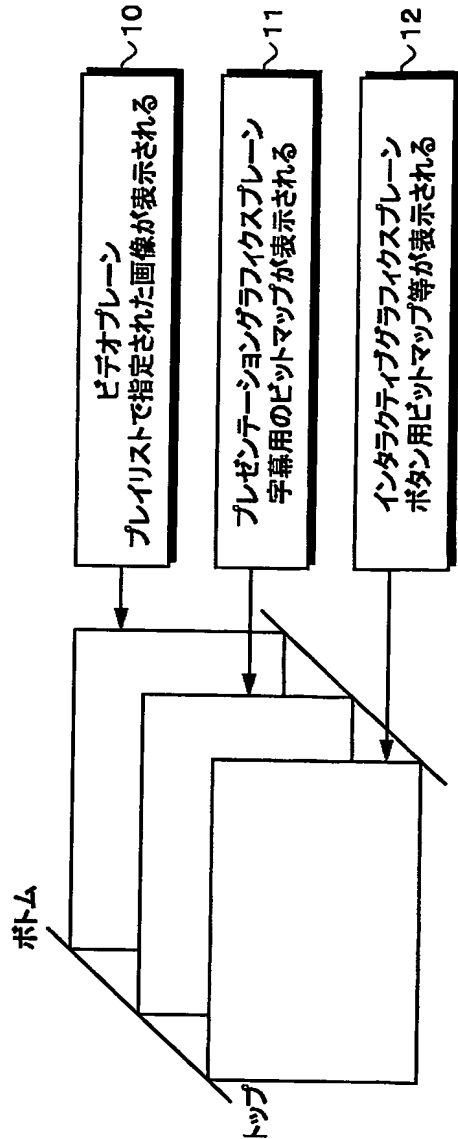 ボトム
トップ
ビデオプレーン
プレイリストで指定された画像が表示される
10
プレゼンテーショングラフィクスプレーン
字幕用のビットマップが表示される
11
インタラクティブグラフィクスプレーン
ボタン用ビットマップ等が表示される
12